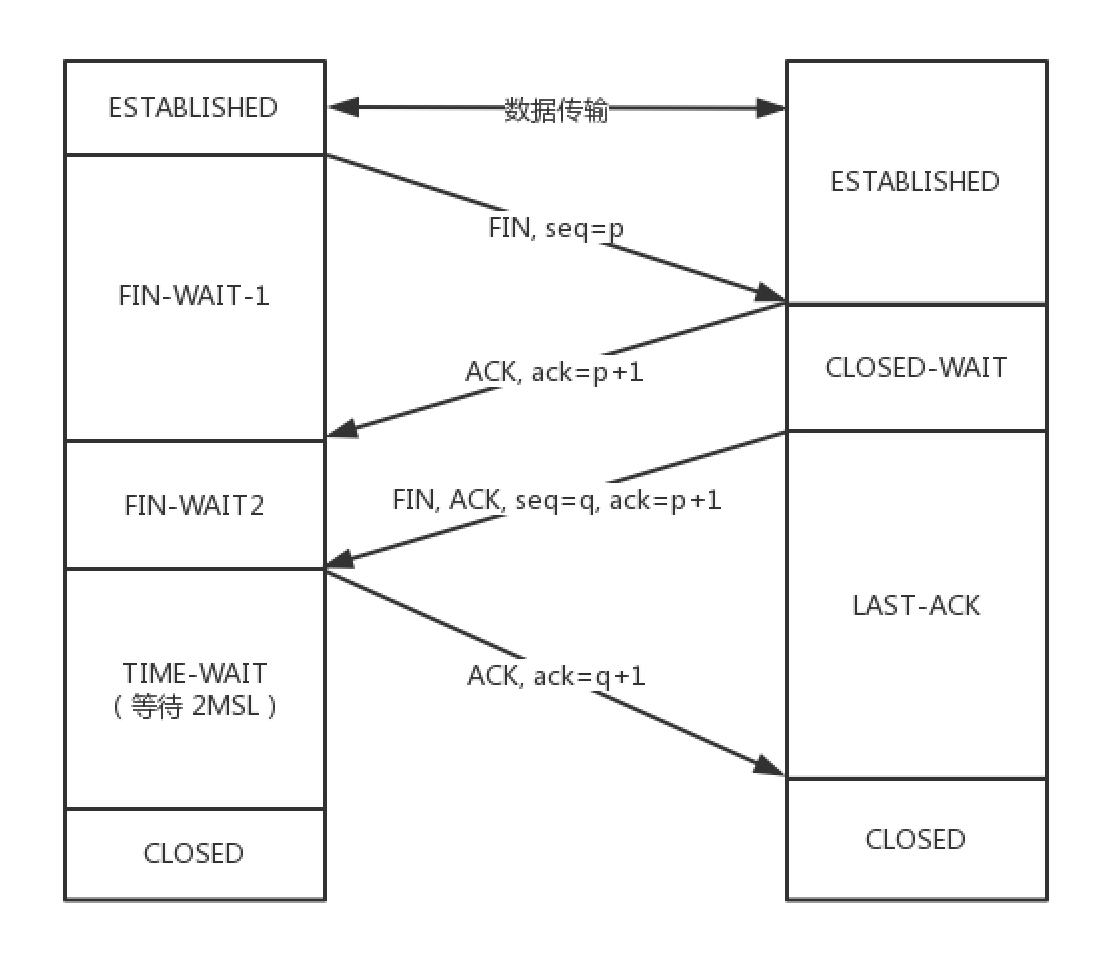 ESTABLISHED
数据传输
ESTABLISHED
FIN, seq=p
FIN-WAIT-1
ACK, ack=p+1
CLOSED-WAIT
FIN-WAIT2
FIN, ACK, seq=q, ack=p+1
LAST-ACK
TIME-WAIT
（等待 2MSL）
ACK, ack=q+1
CLOSED
CLOSED